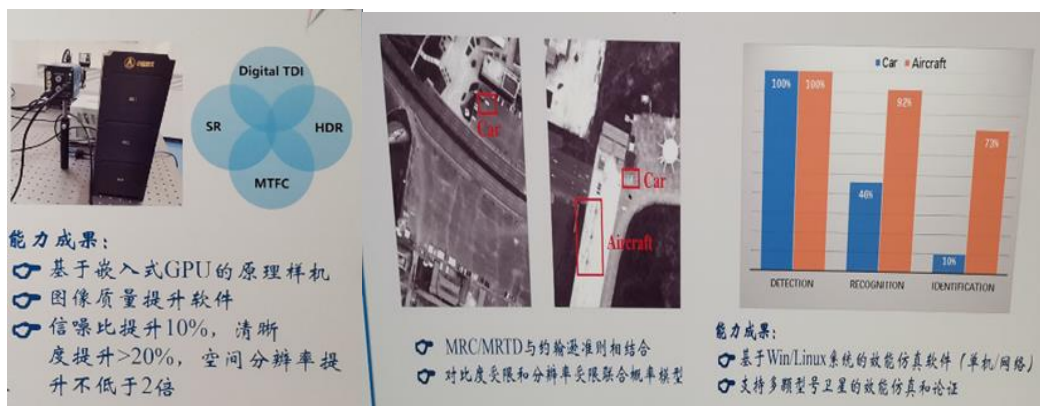 Digital TDI
SR
HDR
MTFC
能力成果：
基于嵌入式GPU的原理样机
图像质量提升软件
信噪比提升10%，清晰
度提升>20%，空间分辨率提
升不低于2倍
Car
Car
Aircraft
MRC/MRTD与约翰逊准则相结合
对比度受限和分辨率受限联合概率模型
Car Aircraft
100% 100%
46% 92%
10% 73%
DETECTION RECOGNITION IDENTIFICATION
能力成果：
基于Win/Linux系统的效能仿真软件（单机/网络）
支持多颗型号卫星的效能仿真和论证